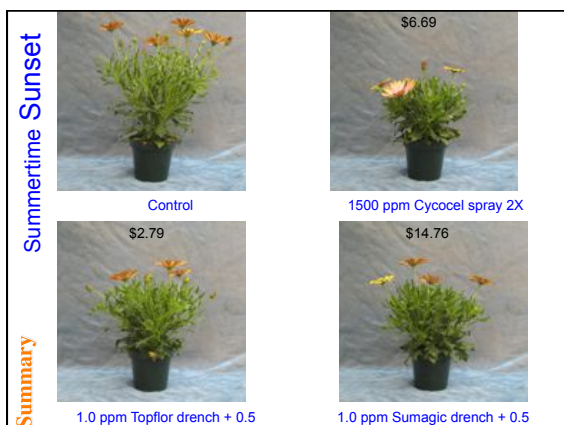 Summertime Sunset
Control
$6.69
1500 ppm Cycocel spray 2X
$2.79
1.0 ppm Topflor drench + 0.5
$14.76
1.0 ppm Sumagic drench + 0.5
Summary